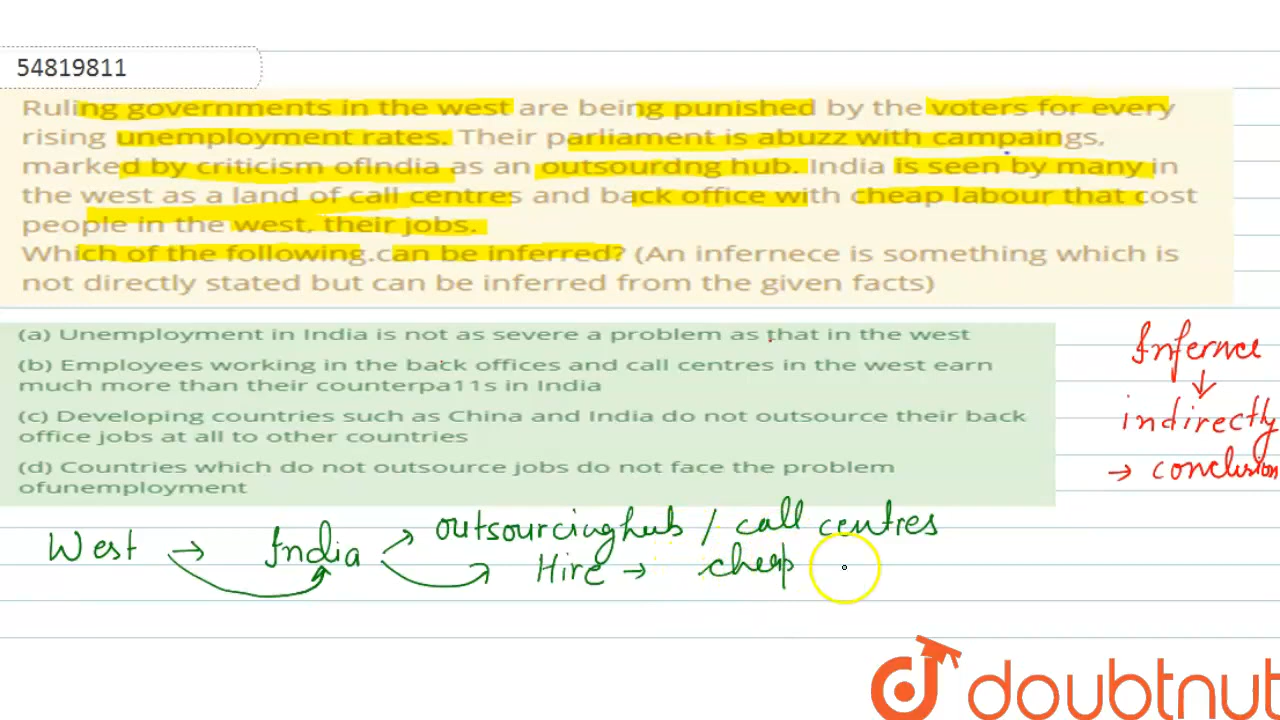 54819811
Ruling governments in the west are being punished by the voters for every
rising unemployment rates. Their parliament is abuzz with campaings,
marked by criticism ofIndia as an outsourdng hub. India is seen by many in
the west as a land of call centres and back office with cheap labour that cost
people in the west, their jobs.
Which of the following.can be inferred? (An infernece is something which is
not directly stated but can be inferred from the given facts)
(a) Unemployment in India is not as severe a problem as that in the west
(b) Employees working in the back offices and call centres in the west earn
much more than their counterpa11s in India
(c) Developing countries such as China and India do not outsource their back
office jobs at all to other countries
(d) Countries which do not outsource jobs do not face the problem
ofunemployment
Infernce
↓
indirectly
→ conclusion
West → India → outsourcing hub / call centres
Hire → cheap
doubtnut